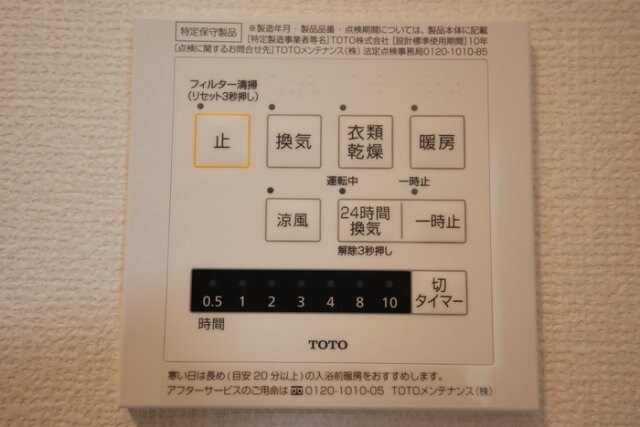 特定保守製品
※製造年月・製品品番・点検期間については、製品本体に記載
[特定製造事業者等名]TOTO株式会社 [設計標準使用期間]10年
[点検に関するお問合せ先]TOTOメンテナンス(株) 法定点検事務局0120-1010-85
フィルター清掃
(リセット3秒押し)
止
換気
衣類
乾燥
暖房
運転中
一時止
涼風
24時間
換気
一時止
解除3秒押し
0.5 1 2 3 4 8 10
切
タイマー
時間
TOTO
寒い日は長め(目安20分以上)の入浴前暖房をおすすめします。
アフターサービスのご用命は 0120-1010-05 TOTOメンテナンス(株)